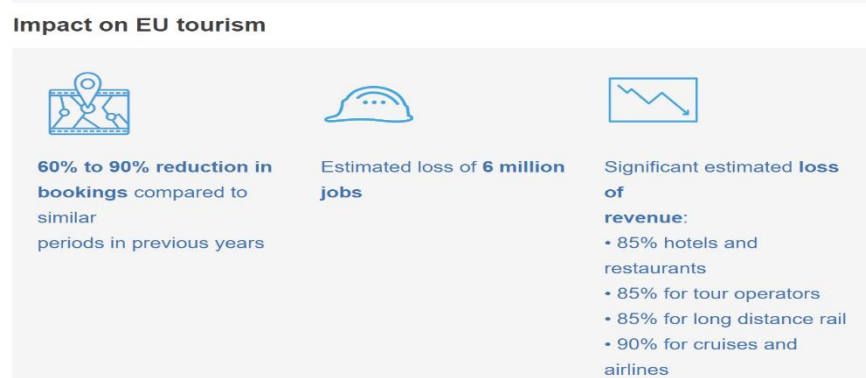 Impact on EU tourism
60% to 90% reduction in
bookings compared to
similar
periods in previous years
Estimated loss of 6 million
jobs
Significant estimated loss
of
revenue:
• 85% hotels and
restaurants
• 85% for tour operators
• 85% for long distance rail
• 90% for cruises and
airlines